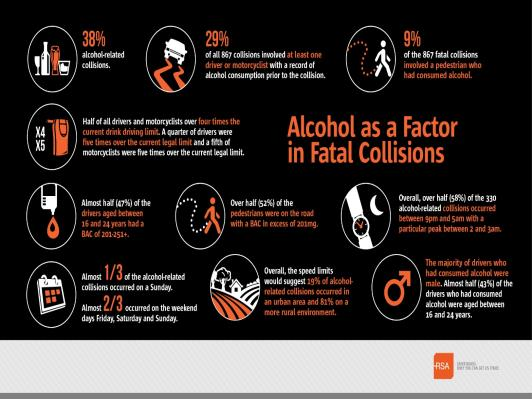 38%
alcohol-related
collisions.
29%
of all 867 collisions involved at least one
driver or motorcyclist with a record of
alcohol consumption prior to the collision.
9%
of the 867 fatal collisions
involved a pedestrian who
had consumed alcohol.
X4
X5
Half of all drivers and motorcyclists over four times the
current drink driving limit. A quarter of drivers were
five times over the current legal limit and a fifth of
motorcyclists were five times over the current legal limit.
Alcohol as a Factor
in Fatal Collisions
Almost half (47%) of the
drivers aged between
16 and 24 years had a
BAC of 201-251+.
Over half (52%) of the
pedestrians were on the road
with a BAC in excess of 201mg.
Overall, over half (58%) of the 330
alcohol-related collisions occurred
between 9pm and 5am with a
particular peak between 2 and 3am.
Almost 1/3 of the alcohol-related
collisions occurred on a Sunday.
Almost 2/3 occurred on the weekend
days Friday, Saturday and Sunday.
Overall, the speed limits
would suggest 19% of alcohol-
related collisions occurred in
an urban area and 81% on a
more rural environment.
The majority of drivers who
had consumed alcohol were
male. Almost half (43%) of the
drivers who had consumed
alcohol were aged between
16 and 24 years.
RSA